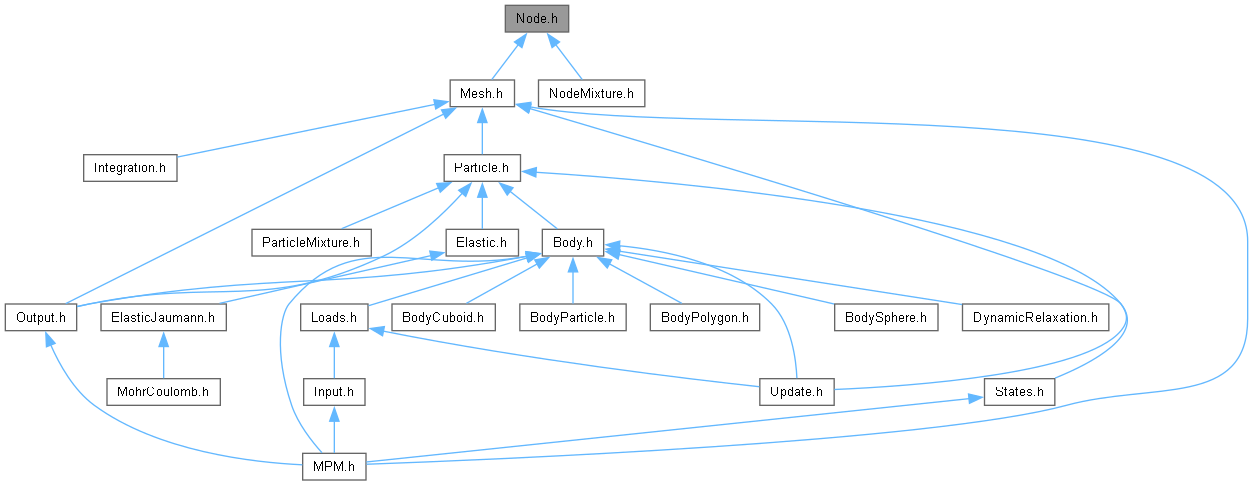 Node.h
Mesh.h
NodeMixture.h
Integration.h
Particle.h
ParticleMixture.h
Elastic.h
Body.h
Output.h
ElasticJaumann.h
Loads.h
BodyCuboid.h
BodyParticle.h
BodyPolygon.h
BodySphere.h
DynamicRelaxation.h
MohrCoulomb.h
Input.h
Update.h
States.h
MPM.h